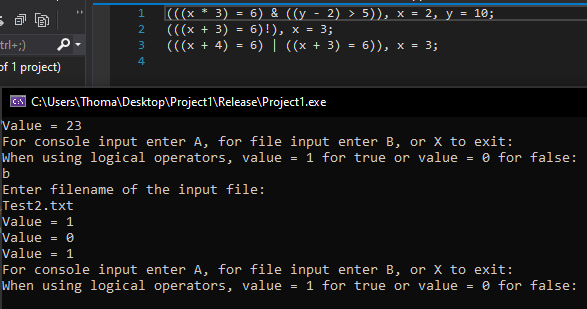 trl+;)
of 1 project)
1 (((x * 3) = 6) & ((y - 2) > 5)), x = 2, y = 10;
2 (((x + 3) = 6)!), x = 3;
3 (((x + 4) = 6) | ((x + 3) = 6)), x = 3;
4
C:\Users\Thoma\Desktop\Project1\Release\Project1.exe
Value = 23
For console input enter A, for file input enter B, or X to exit:
When using logical operators, value = 1 for true or value = 0 for false:
b
Enter filename of the input file:
Test2.txt
Value = 1
Value = 0
Value = 1
For console input enter A, for file input enter B, or X to exit:
When using logical operators, value = 1 for true or value = 0 for false: